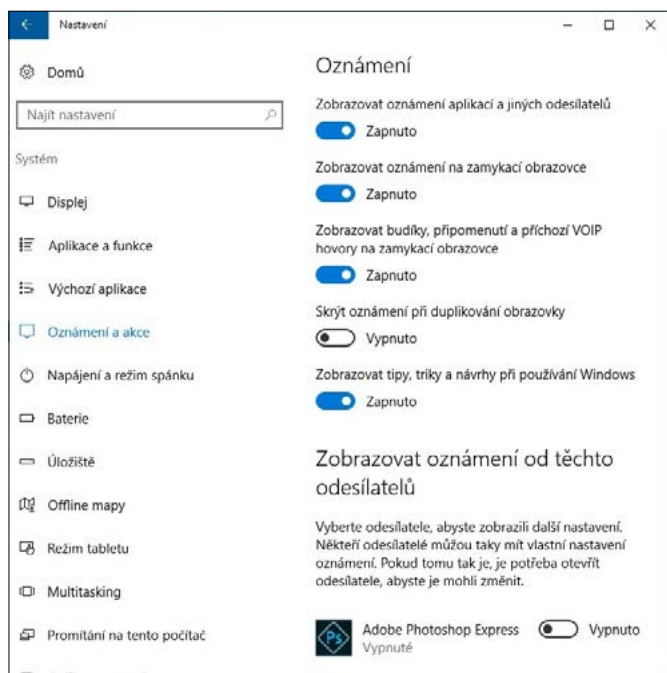 Nastavení
Domů
Najít nastavení
Systém
Displej
Aplikace a funkce
Výchozí aplikace
Oznámení a akce
Napájení a režim spánku
Baterie
Úložiště
Offline mapy
Režim tabletu
Multitasking
Promítání na tento počítač
Oznámení
Zobrazovat oznámení aplikací a jiných odesílatelů
Zapnuto
Zobrazovat oznámení na zamykací obrazovce
Zapnuto
Zobrazovat budíky, připomenutí a příchozí VOIP
hovory na zamykací obrazovce
Zapnuto
Skrýt oznámení při duplikování obrazovky
Vypnuto
Zobrazovat tipy, triky a návrhy při používání Windows
Zapnuto
Zobrazovat oznámení od těchto
odesílatelů
Vyberte odesílatele, abyste zobrazili další nastavení.
Někteří odesílatelé můžou taky mít vlastní nastavení
oznámení. Pokud tomu tak je, je potřeba otevřít
odesílatele, abyste je mohli změnit.
Ps
Adobe Photoshop Express
Vypnuto
Vypnuté